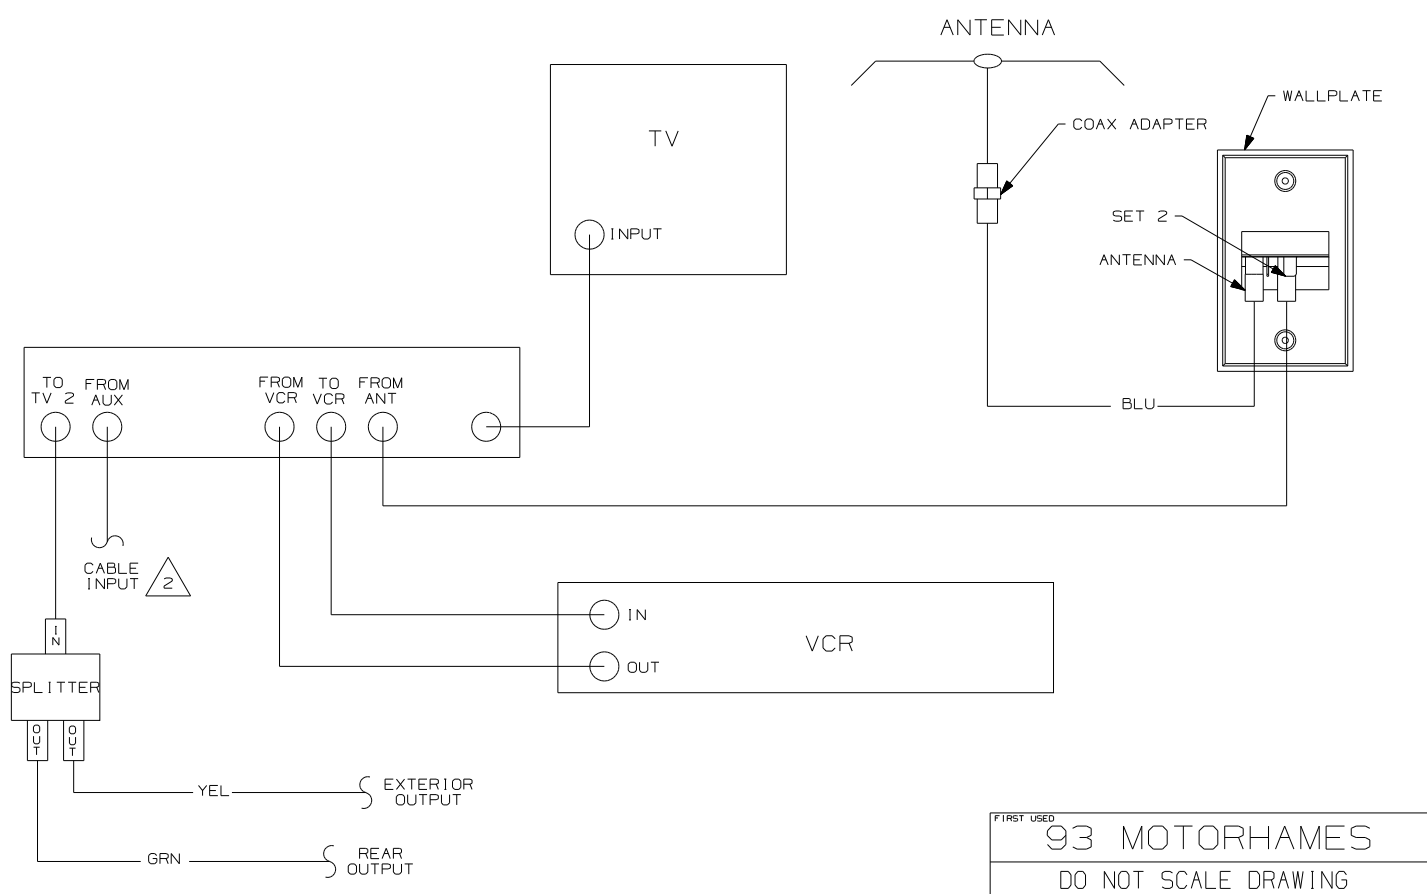 ANTENNA
WALLPLATE
COAX ADAPTER
TV
SET 2
INPUT
ANTENNA
TO
TV 2
FROM
AUX
FROM
VCR
TO
VCR
FROM
ANT
BLU
CABLE
INPUT
2
IN
IN
VCR
OUT
SPLITTER
OUT
OUT
YEL
EXTERIOR
OUTPUT
GRN
REAR
OUTPUT
FIRST USED
93 MOTORHAMES
DO NOT SCALE DRAWING